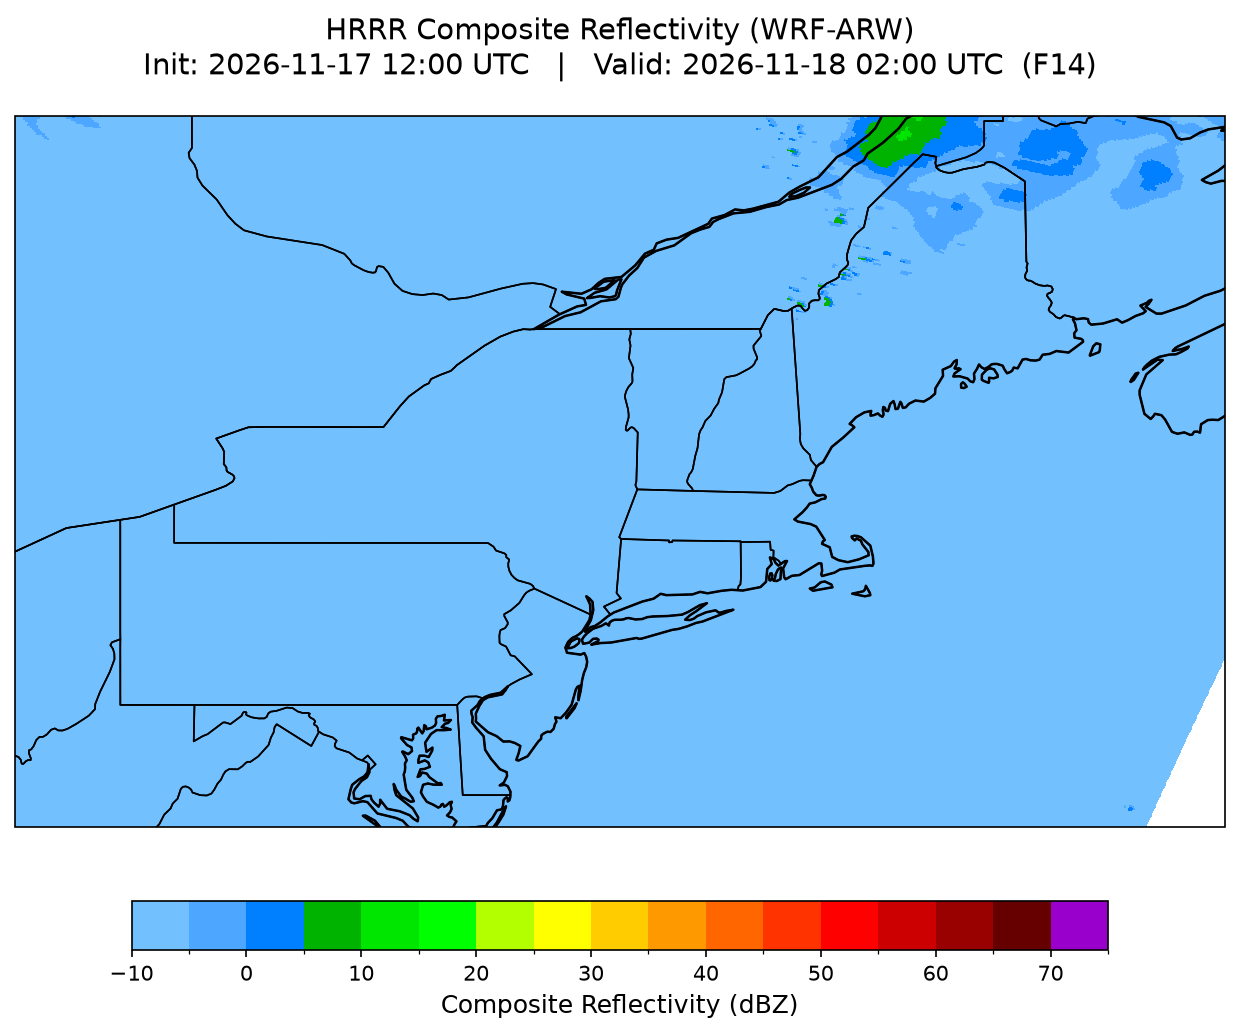 HRRR Composite Reflectivity (WRF-ARW)
Init: 2026-11-17 12:00 UTC | Valid: 2026-11-18 02:00 UTC (F14)
−10 0 10 20 30 40 50 60 70
Composite Reflectivity (dBZ)